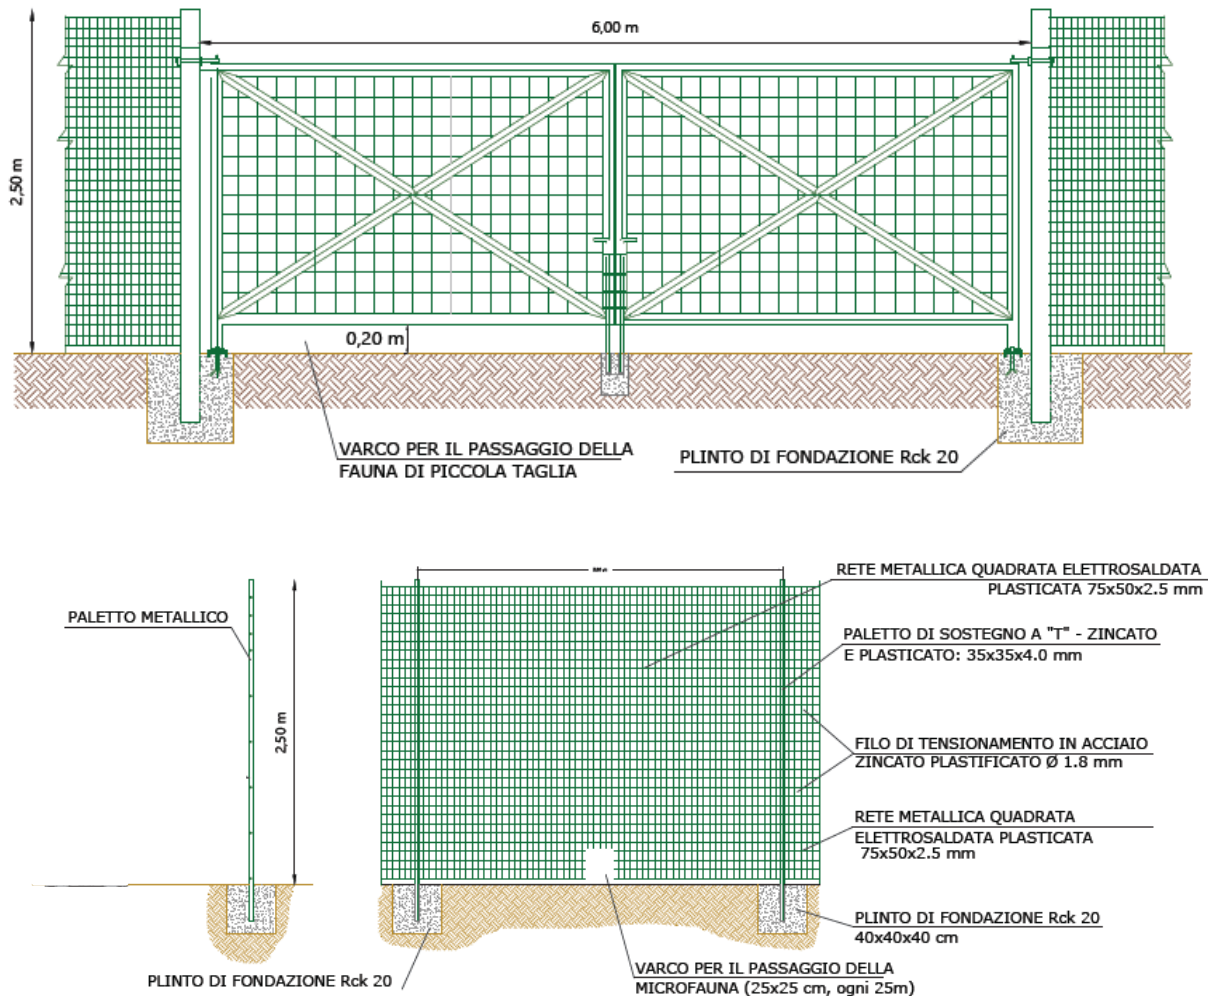 6,00 m
2,50 m
0,20 m
VARCO PER IL PASSAGGIO DELLA
FAUNA DI PICCOLA TAGLIA
PLINTO DI FONDAZIONE Rck 20
RETE METALLICA QUADRATA ELETTROSALDATA
PLASTICATA 75x50x2.5 mm
PALETTO METALLICO
PALETTO DI SOSTEGNO A "T" - ZINCATO
E PLASTICATO: 35x35x4.0 mm
2,50 m
FILO DI TENSIONAMENTO IN ACCIAIO
ZINCATO PLASTIFICATO Ø 1.8 mm
RETE METALLICA QUADRATA
ELETTROSALDATA PLASTICATA
75x50x2.5 mm
PLINTO DI FONDAZIONE Rck 20
40x40x40 cm
PLINTO DI FONDAZIONE Rck 20
VARCO PER IL PASSAGGIO DELLA
MICROFAUNA (25x25 cm, ogni 25m)